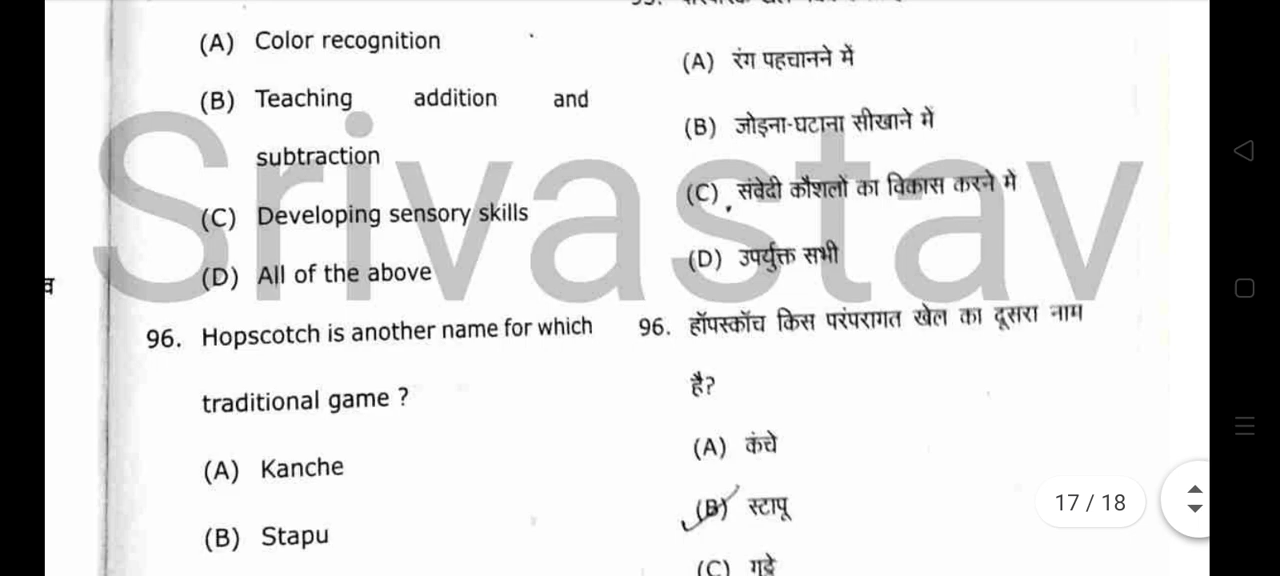 (A) Color recognition
(B) Teaching addition and
subtraction
(C) Developing sensory skills
(D) All of the above
96. Hopscotch is another name for which
traditional game ?
(A) Kanche
(B) Stapu
(A) रंग पहचानने में
(B) जोड़ना-घटाना सीखाने में
(C) संवेदी कौशलों का विकास करने में
(D) उपर्युक्त सभी
96. हॉपस्कॉच किस परंपरागत खेल का दूसरा नाम
है?
(A) कंचे
(B) स्टापू
(C)
Srivastav
17 / 18